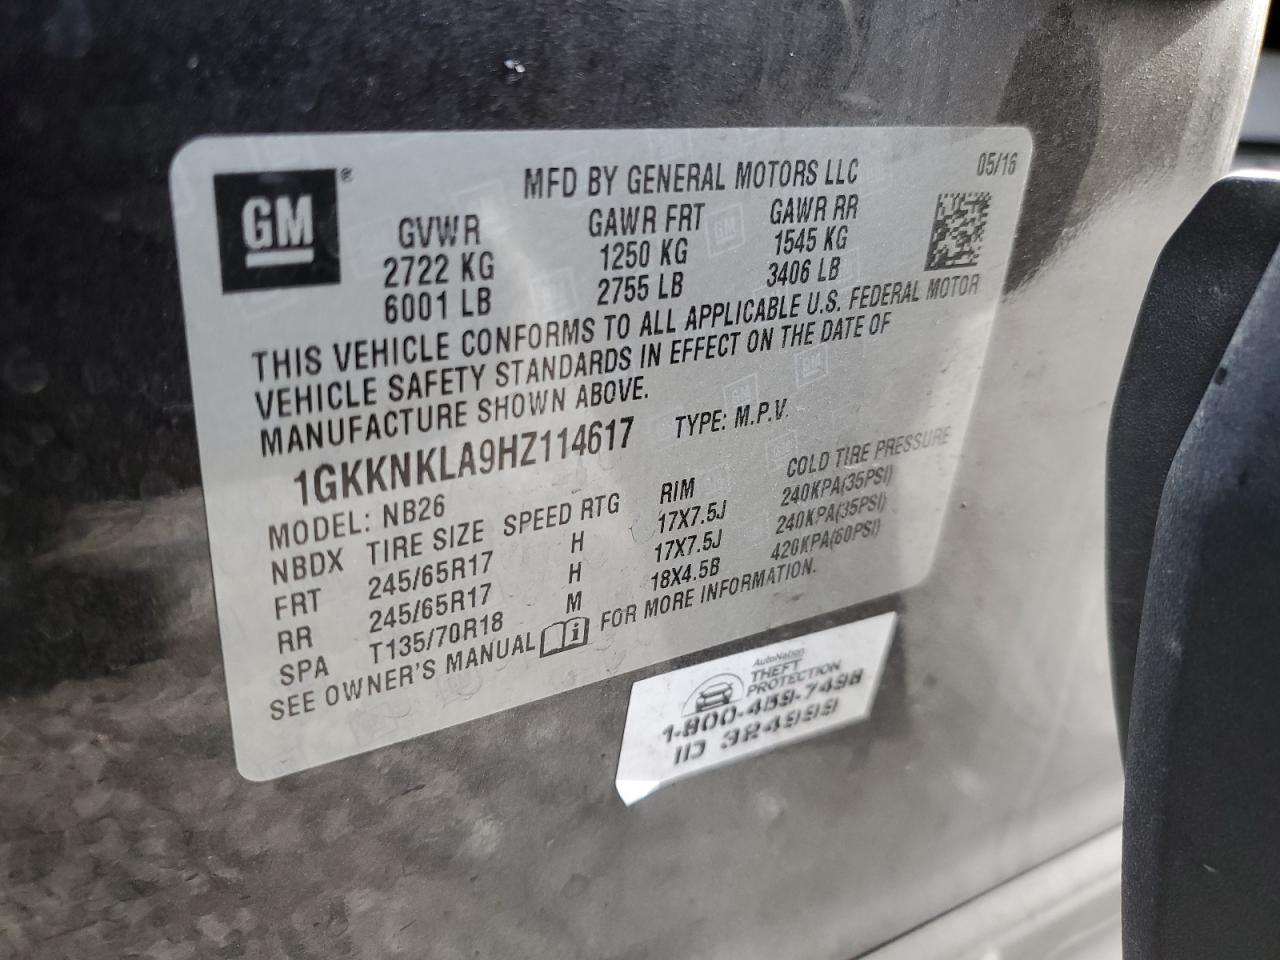 GM ®
MFD BY GENERAL MOTORS LLC 05/16
GVWR GAWR FRT GAWR RR
2722 KG 1250 KG 1545 KG
6001 LB 2755 LB 3406 LB
THIS VEHICLE CONFORMS TO ALL APPLICABLE U.S. FEDERAL MOTOR
VEHICLE SAFETY STANDARDS IN EFFECT ON THE DATE OF
MANUFACTURE SHOWN ABOVE.
1GKKNKLA9HZ114617 TYPE: M.P.V.
MODEL: NB26
NBDX TIRE SIZE SPEED RTG RIM COLD TIRE PRESSURE
FRT 245/65R17 H 17X7.5J 240KPA(35PSI)
RR 245/65R17 H 17X7.5J 240KPA(35PSI)
SPA T135/70R18 M 18X4.5B 420KPA(60PSI)
SEE OWNER'S MANUAL FOR MORE INFORMATION.
AutoNation
THEFT
PROTECTION
1-800-459-7498
ID 324999